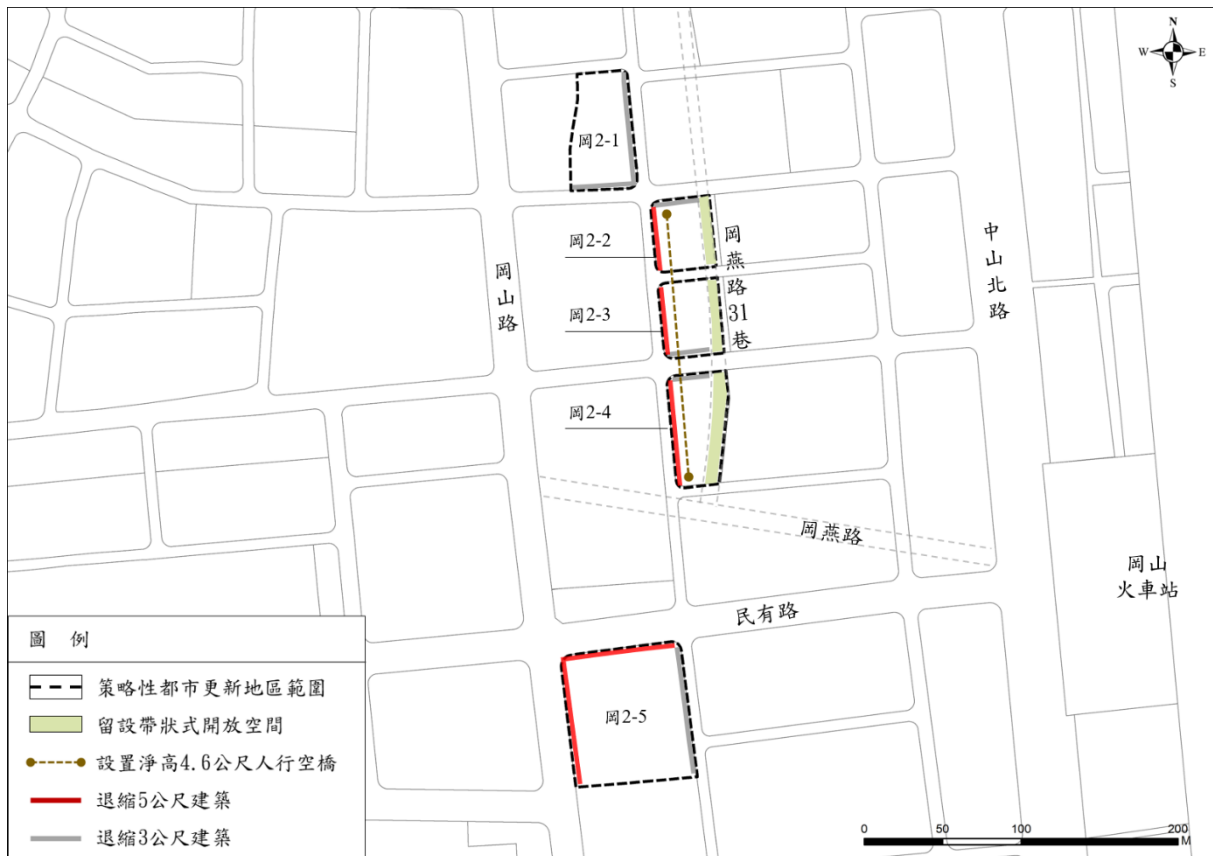 N
W E
S
岡2-1
岡2-2
岡2-3
岡2-4
岡2-5
岡山路
岡燕路31巷
中山北路
岡燕路
民有路
岡山
火車站
圖 例
策略性都市更新地區範圍
留設帶狀式開放空間
設置淨高4.6公尺人行空橋
退縮5公尺建築
退縮3公尺建築
0 50 100 200
M